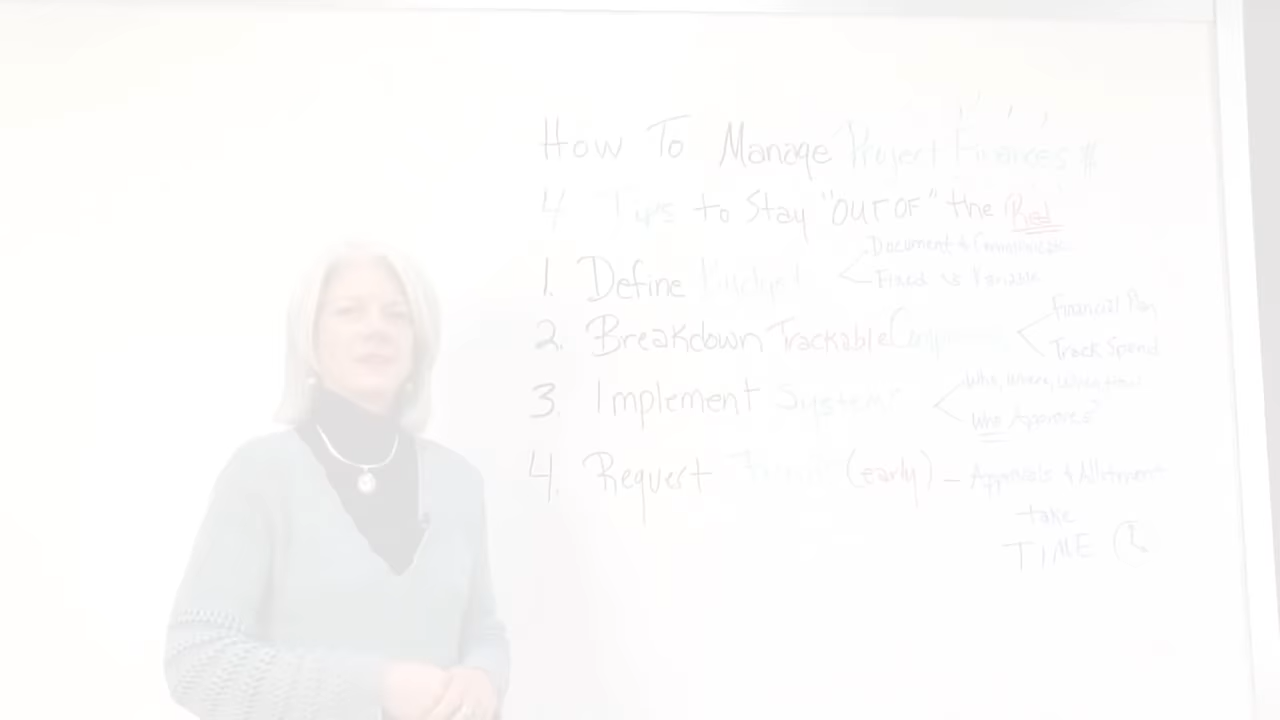 How To Manage Project Finances $
4 Tips to Stay "OUT OF" the Red
1. Define Budget
Document & Communicate
Fixed vs Variable
2. Breakdown Trackable
Financial Plan
Track Spend
3. Implement Systems
Who, Where, When, How
Who Approves?
4. Request (early) – Approvals & Allotment
take
TIME